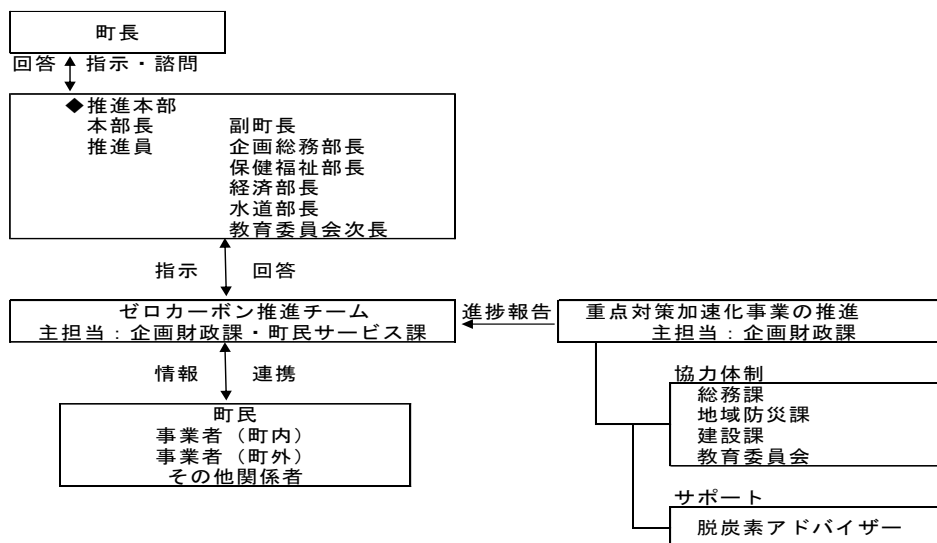 町長
回答 指示・諮問
◆推進本部
本部長 副町長
推進員 企画総務部長
保健福祉部長
経済部長
水道部長
教育委員会次長
指示 回答
ゼロカーボン推進チーム
主担当:企画財政課・町民サービス課
進捗報告
重点対策加速化事業の推進
主担当:企画財政課
情報 連携
町民
事業者(町内)
事業者(町外)
その他関係者
協力体制
総務課
地域防災課
建設課
教育委員会
サポート
脱炭素アドバイザー